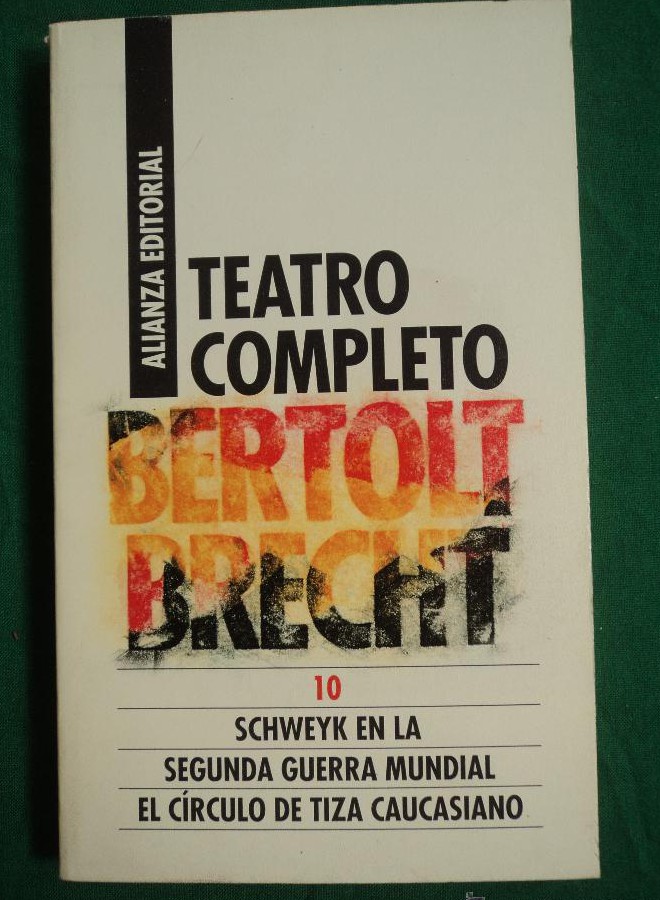 ALIANZA EDITORIAL
TEATRO
COMPLETO
BERTOLT
BRECHT
10
SCHWEYK EN LA
SEGUNDA GUERRA MUNDIAL
EL CÍRCULO DE TIZA CAUCASIANO